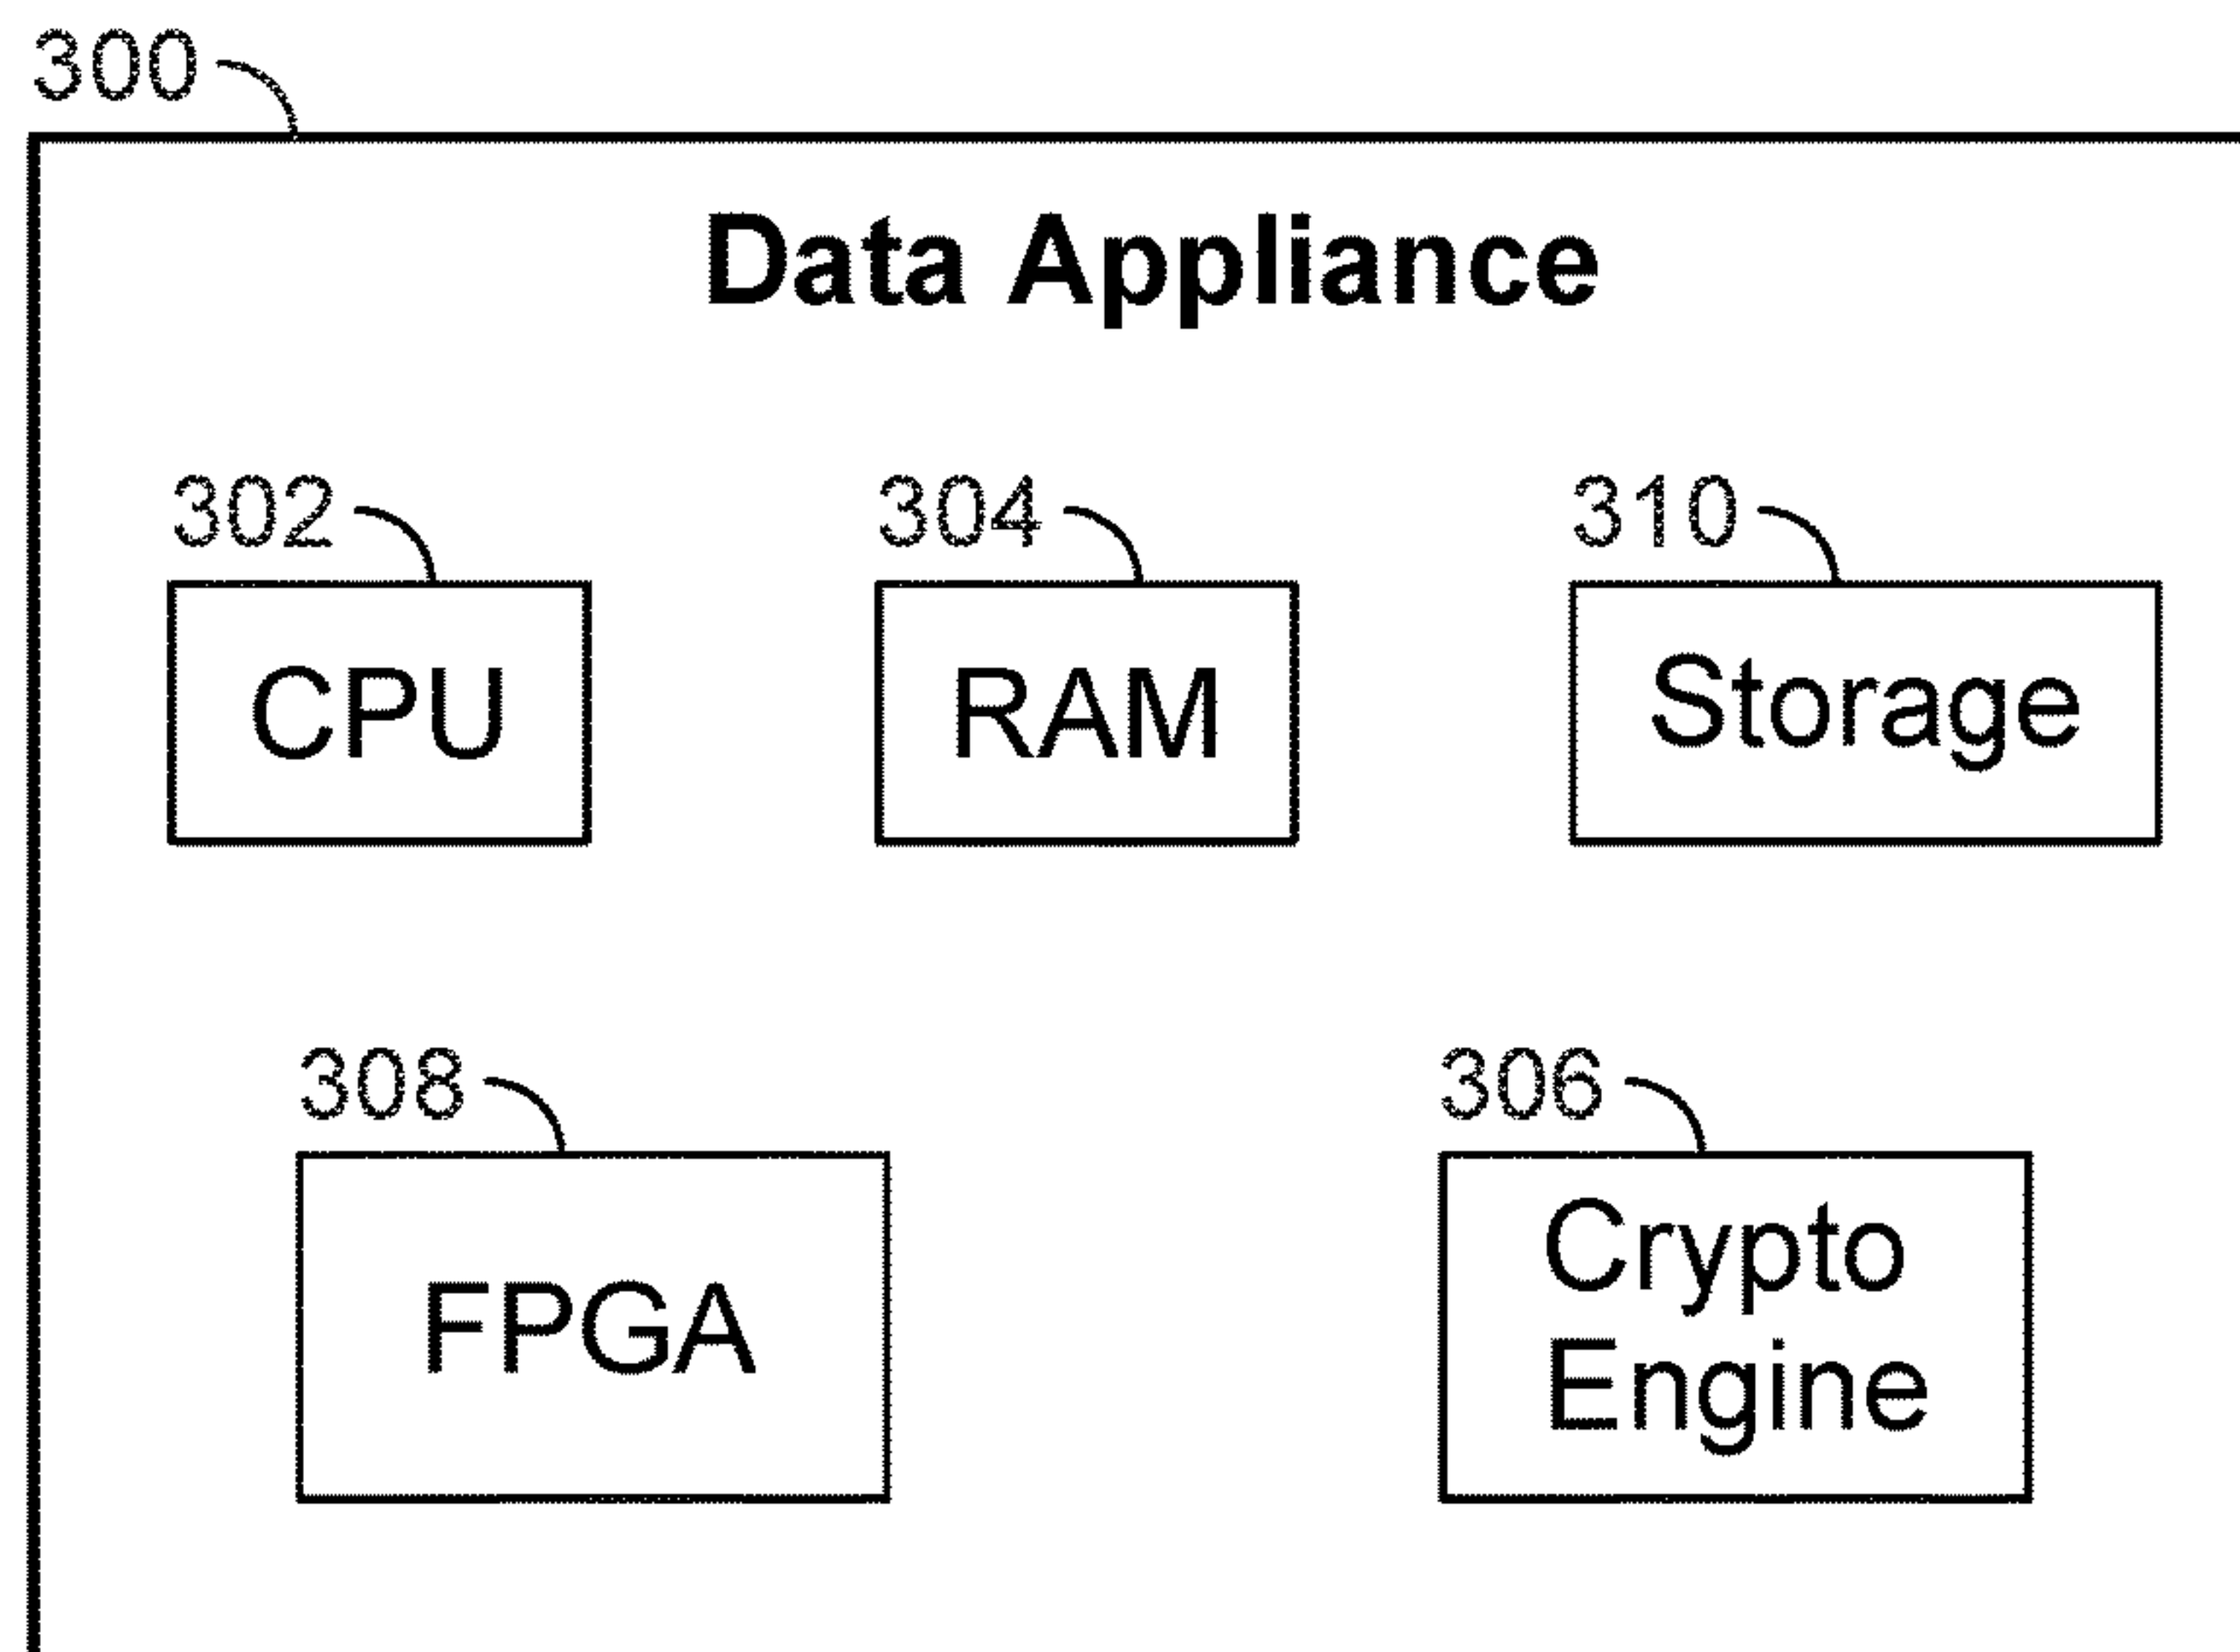 300
Data Appliance
302
304
310
CPU
RAM
Storage
308
306
FPGA
Crypto
Engine